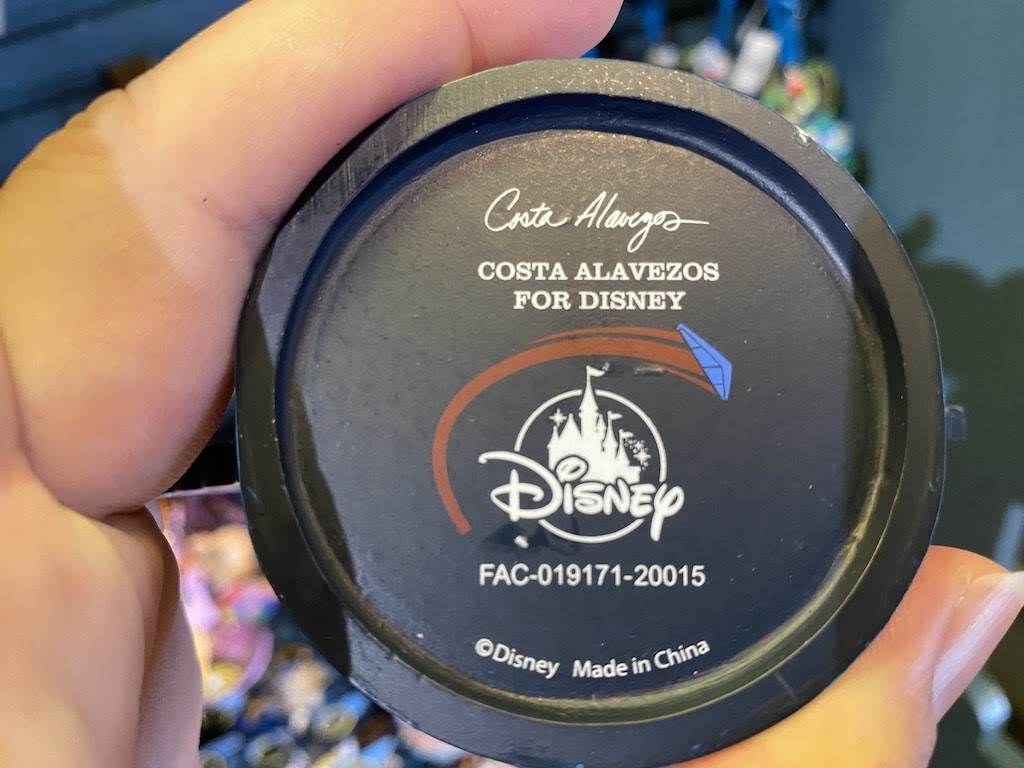 Costa Alavezos
COSTA ALAVEZOS
FOR DISNEY
DISNEY
FAC-019171-20015
©Disney Made in China